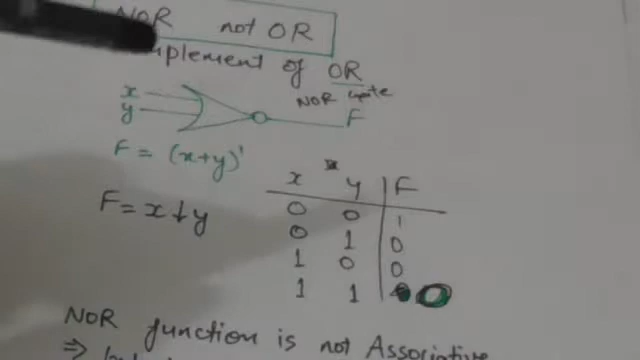 NOR not OR
complement of OR
NOR gate
x
y
F
F = (x+y)'
F = x↓y
x y F
0 0 1
0 1 0
1 0 0
1 1 0
NOR function is not Associative
⇒